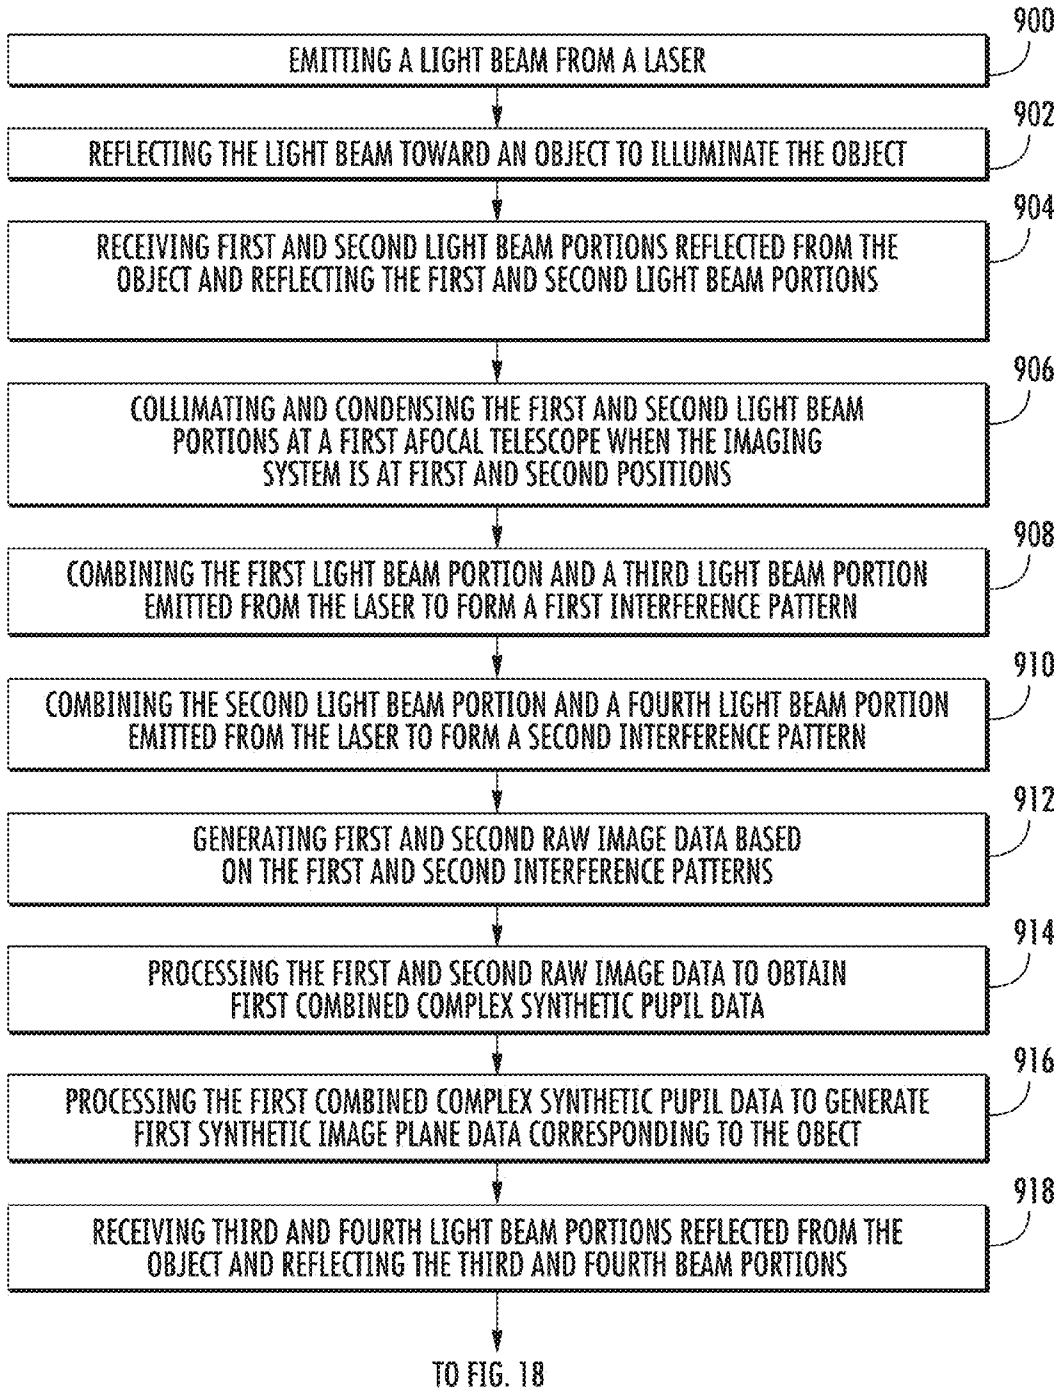 900
EMITTING A LIGHT BEAM FROM A LASER
902
REFLECTING THE LIGHT BEAM TOWARD AN OBJECT TO ILLUMINATE THE OBJECT
904
RECEIVING FIRST AND SECOND LIGHT BEAM PORTIONS REFLECTED FROM THE
OBJECT AND REFLECTING THE FIRST AND SECOND LIGHT BEAM PORTIONS
906
COLLIMATING AND CONDENSING THE FIRST AND SECOND LIGHT BEAM
PORTIONS AT A FIRST AFOCAL TELESCOPE WHEN THE IMAGING
SYSTEM IS AT FIRST AND SECOND POSITIONS
908
COMBINING THE FIRST LIGHT BEAM PORTION AND A THIRD LIGHT BEAM PORTION
EMITTED FROM THE LASER TO FORM A FIRST INTERFERENCE PATTERN
910
COMBINING THE SECOND LIGHT BEAM PORTION AND A FOURTH LIGHT BEAM PORTION
EMITTED FROM THE LASER TO FORM A SECOND INTERFERENCE PATTERN
912
GENERATING FIRST AND SECOND RAW IMAGE DATA BASED
ON THE FIRST AND SECOND INTERFERENCE PATTERNS
914
PROCESSING THE FIRST AND SECOND RAW IMAGE DATA TO OBTAIN
FIRST COMBINED COMPLEX SYNTHETIC PUPIL DATA
916
PROCESSING THE FIRST COMBINED COMPLEX SYNTHETIC PUPIL DATA TO GENERATE
FIRST SYNTHETIC IMAGE PLANE DATA CORRESPONDING TO THE OBECT
918
RECEIVING THIRD AND FOURTH LIGHT BEAM PORTIONS REFLECTED FROM THE
OBJECT AND REFLECTING THE THIRD AND FOURTH BEAM PORTIONS
TO FIG. 18